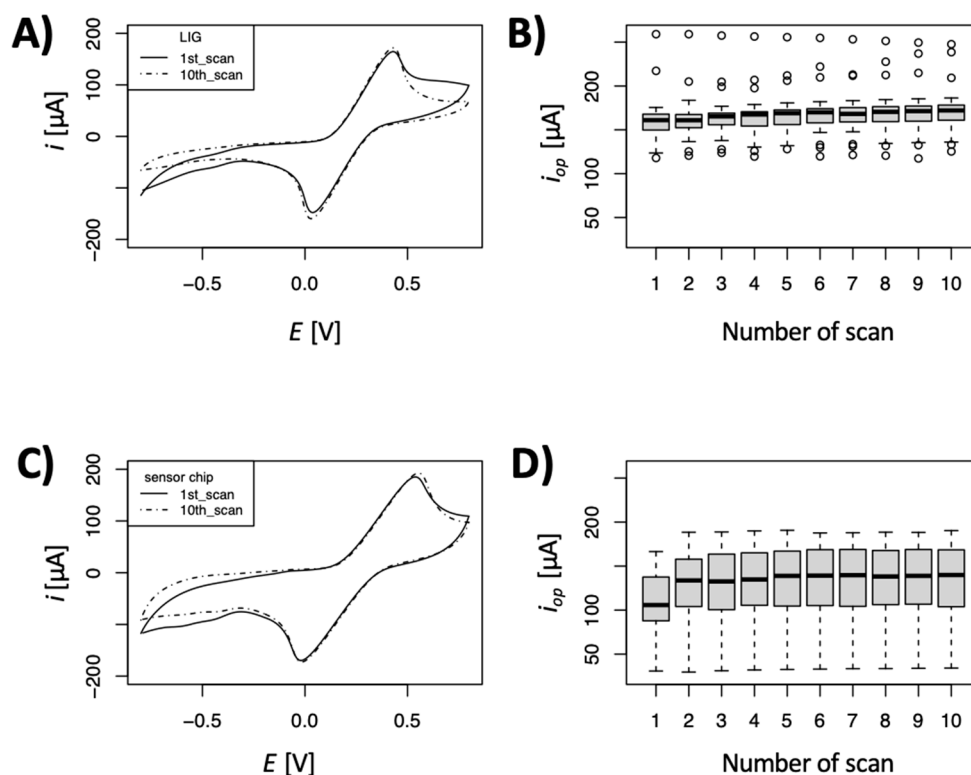 A)
LIG
1st_scan
10th_scan
i [µA]
200
100
0
−200
−0.5
0.0
0.5
E [V]
B)
i_op [µA]
200
100
50
1 2 3 4 5 6 7 8 9 10
Number of scan
C)
sensor chip
1st_scan
10th_scan
i [µA]
200
100
0
−200
−0.5
0.0
0.5
E [V]
D)
i_op [µA]
200
100
50
1 2 3 4 5 6 7 8 9 10
Number of scan